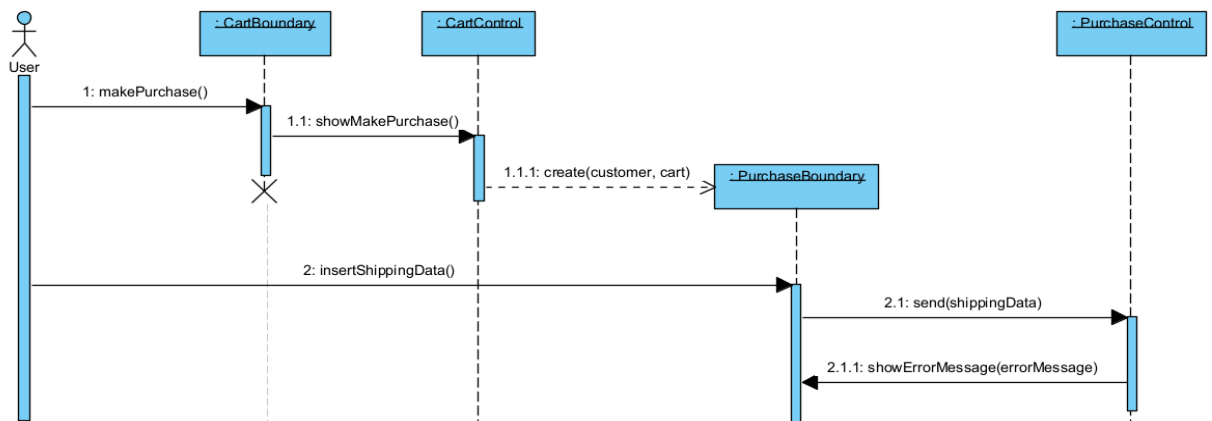 : CartBoundary
: CartControl
: PurchaseControl
User
1: makePurchase()
1.1: showMakePurchase()
1.1.1: create(customer, cart)
: PurchaseBoundary
2: insertShippingData()
2.1: send(shippingData)
2.1.1: showErrorMessage(errorMessage)